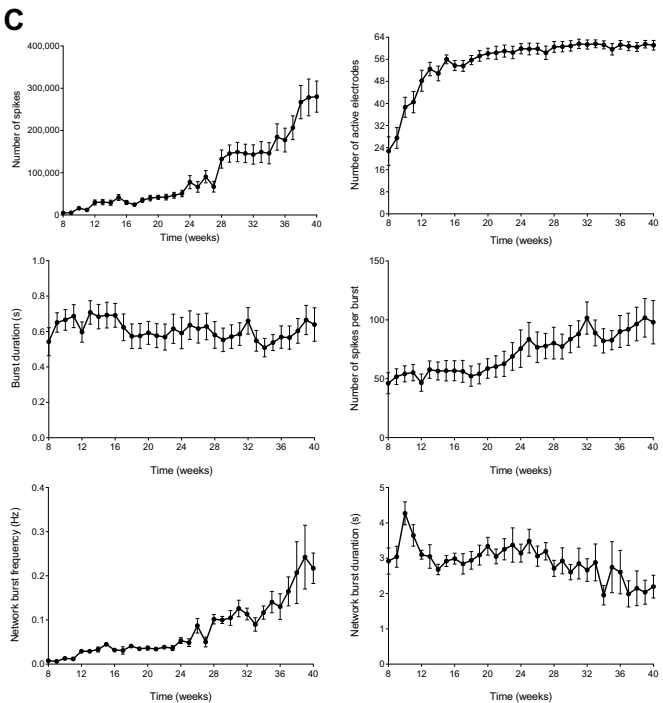 C
400,000
300,000
200,000
100,000
0
Number of spikes
8 12 16 20 24 28 32 36 40
Time (weeks)
64
56
48
40
32
24
16
8
0
Number of active electrodes
8 12 16 20 24 28 32 36 40
Time (weeks)
1.0
0.8
0.6
0.4
0.2
0.0
Burst duration (s)
8 12 16 20 24 28 32 36 40
Time (weeks)
150
100
50
0
Number of spikes per burst
8 12 16 20 24 28 32 36 40
Time (weeks)
0.4
0.3
0.2
0.1
0.0
Network burst frequency (Hz)
8 12 16 20 24 28 32 36 40
Time (weeks)
5
4
3
2
1
0
Network burst durantion (s)
8 12 16 20 24 28 32 36 40
Time (weeks)